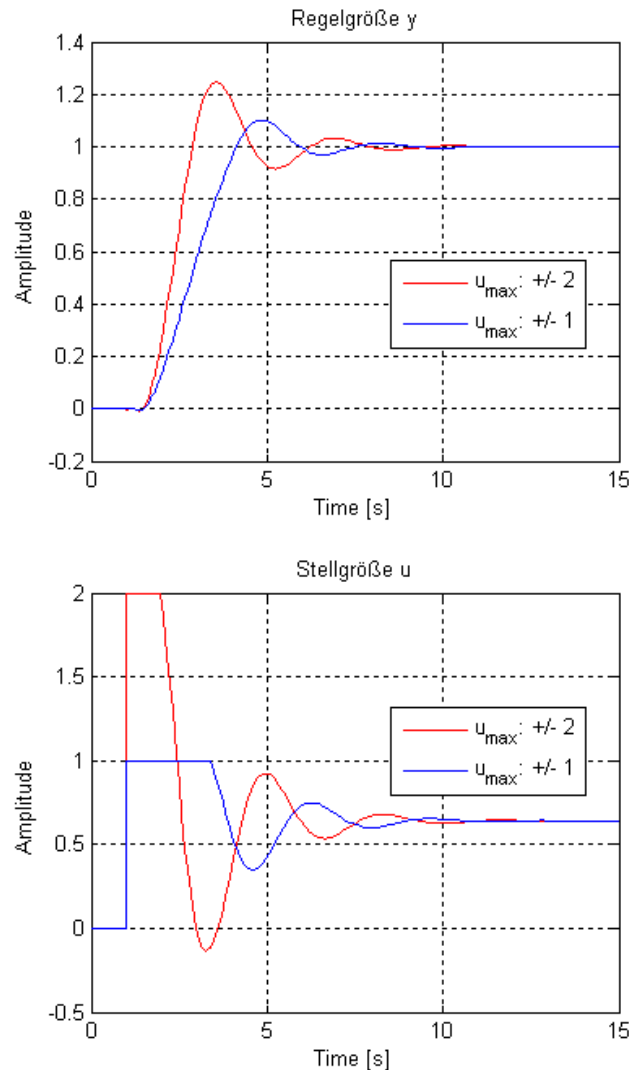 Regelgröße y
1.4
1.2
1
0.8
0.6
0.4
0.2
0
-0.2
Amplitude
u_max: +/- 2
u_max: +/- 1
0 5 10 15
Time [s]
Stellgröße u
2
1.5
1
0.5
0
-0.5
Amplitude
u_max: +/- 2
u_max: +/- 1
0 5 10 15
Time [s]